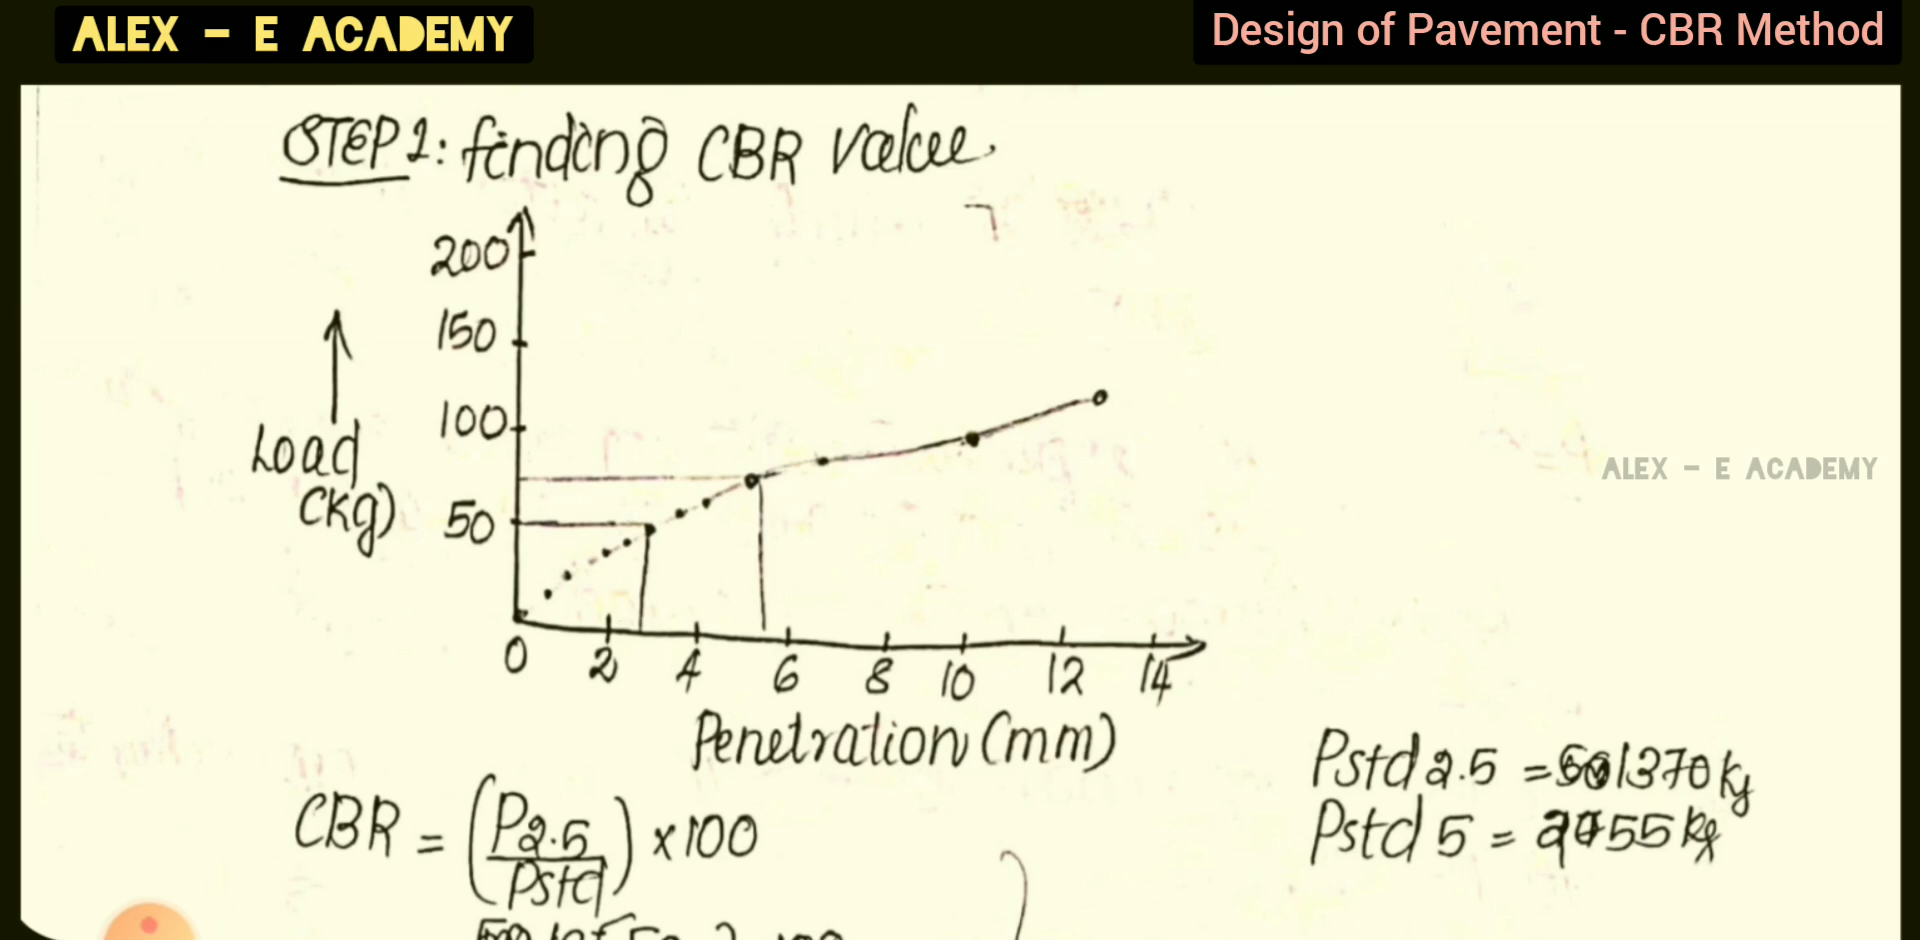 ALEX - E ACADEMY
Design of Pavement - CBR Method
STEP 1: finding CBR value.
200
150
100
50
Load
(kg)
0 2 4 6 8 10 12 14
Penetration (mm)
Pstd 2.5 = 1370 kg
Pstd 5 = 2055 kg
CBR = (P2.5 / Pstd) x 100
ALEX - E ACADEMY